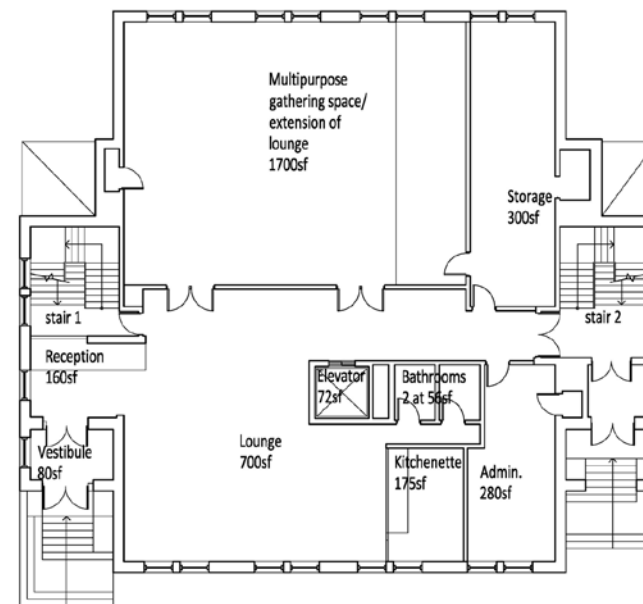 Multipurpose
gathering space/
extension of
lounge
1700sf
Storage
300sf
stair 1
stair 2
Reception
160sf
Elevator
72sf
Bathrooms
2 at 56sf
Lounge
700sf
Vestibule
80sf
Kitchenette
175sf
Admin.
280sf